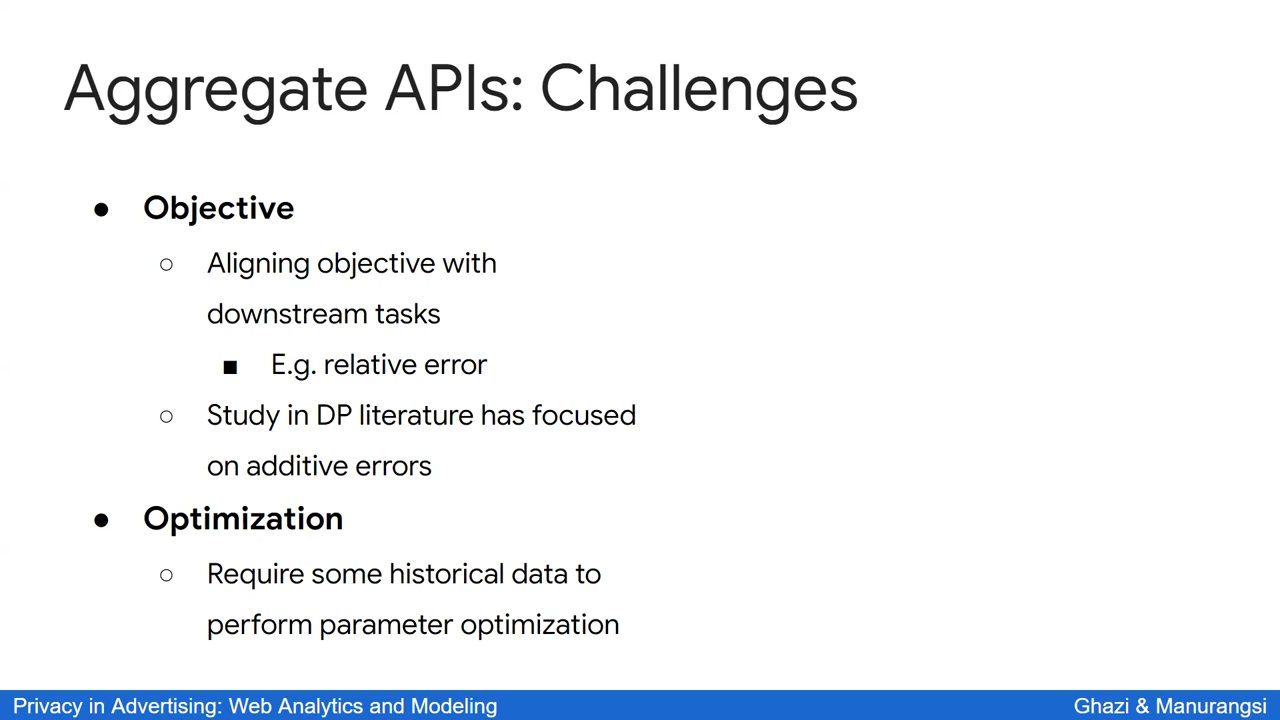 Aggregate APIs: Challenges
● Objective
○ Aligning objective with
downstream tasks
■ E.g. relative error
○ Study in DP literature has focused
on additive errors
● Optimization
○ Require some historical data to
perform parameter optimization
Privacy in Advertising: Web Analytics and Modeling
Ghazi & Manurangsi